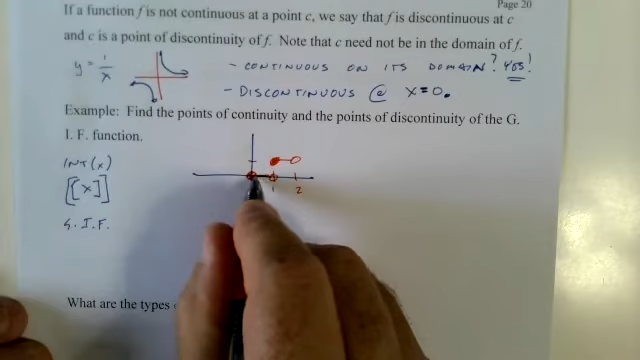 Page 20
If a function f is not continuous at a point c, we say that f is discontinuous at c
and c is a point of discontinuity of f. Note that c need not be in the domain of f.
y = 1/x
- CONTINUOUS ON ITS DOMAIN? YES!
- DISCONTINUOUS @ X=0.
Example: Find the points of continuity and the points of discontinuity of the G.
I. F. function.
INT(X)
[[X]]
G.I.F.
1 2
What are the types